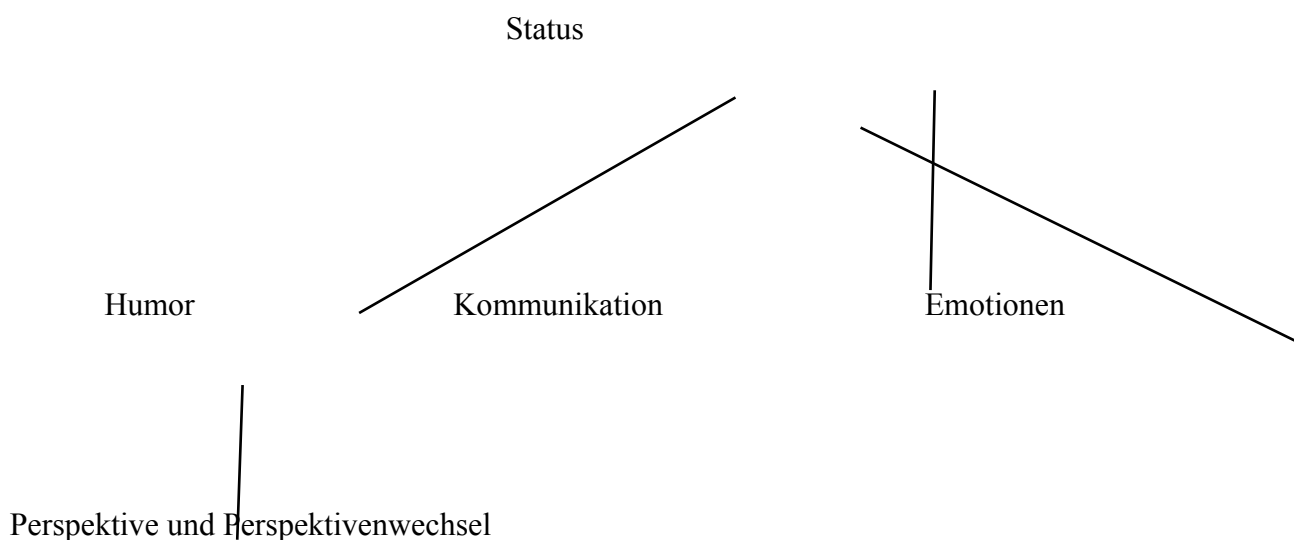 Status
Humor Kommunikation Emotionen
Perspektive und Perspektivenwechsel